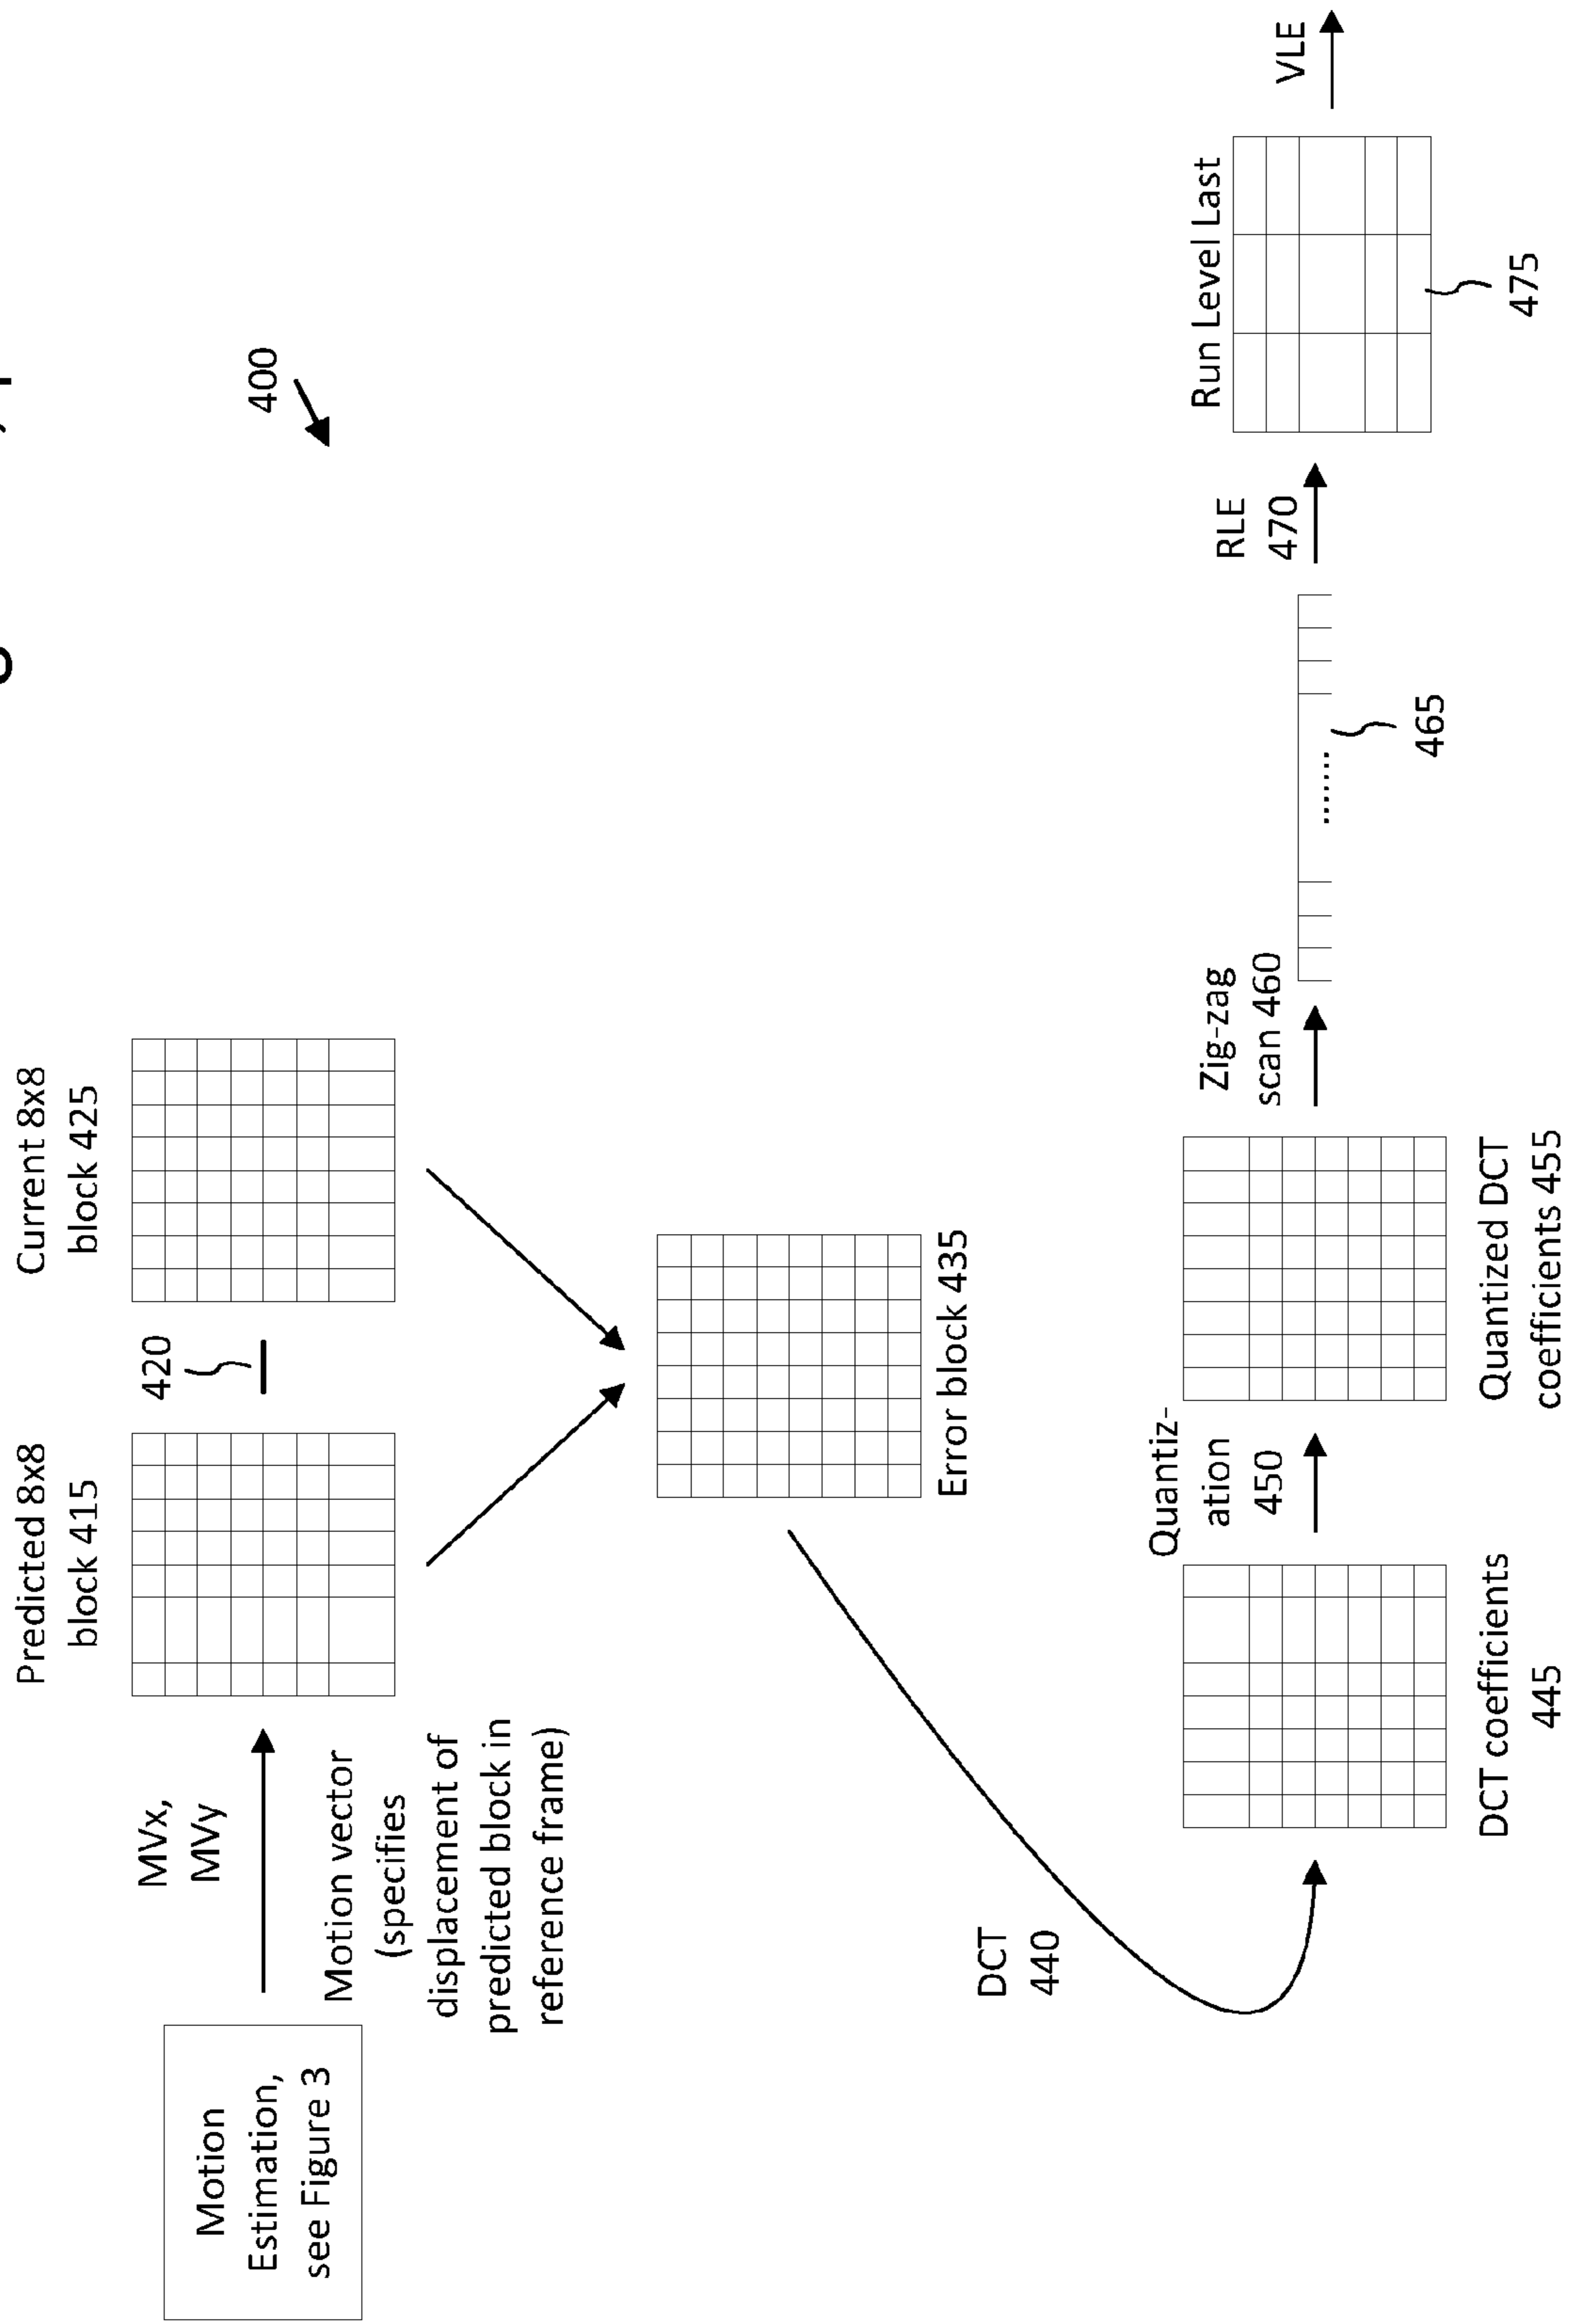 400
Motion
Estimation,
see Figure 3
MVx,
MVy
Motion vector
(specifies
displacement of
predicted block in
reference frame)
Predicted 8x8
block 415
420
Current 8x8
block 425
Error block 435
DCT
440
DCT coefficients
445
Quantiz-
ation
450
Quantized DCT
coefficients 455
Zig-zag
scan 460
465
RLE
470
Run Level Last
475
VLE